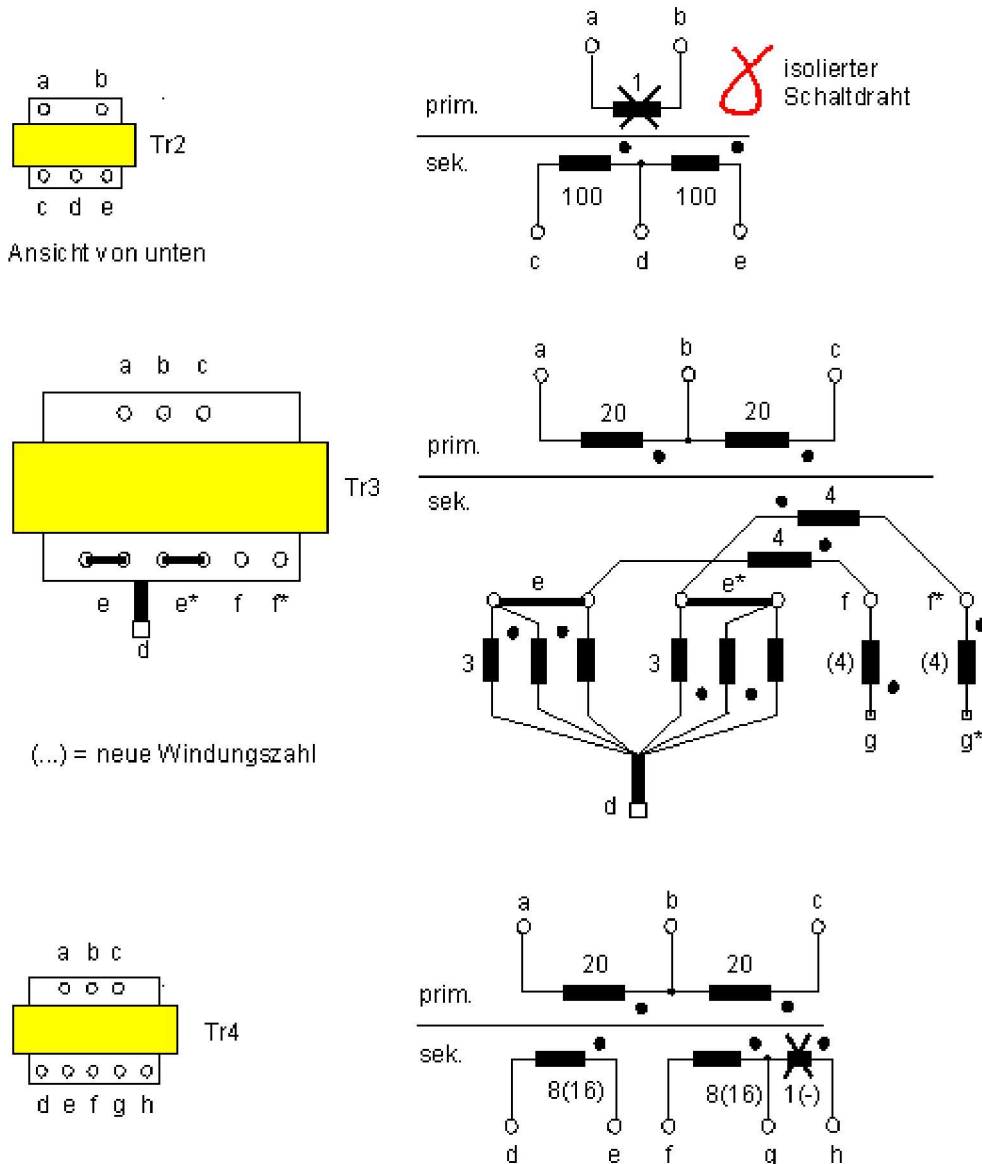 a b
Tr2
c d e
Ansicht von unten
a b
1
isolierter
Schaltdraht
prim.
sek.
100 100
c d e
a b c
Tr3
e e* f f*
d
(...) = neue Windungszahl
a b c
20 20
prim.
sek.
4
4
e e* f f*
3 3 (4) (4)
g g*
d
a b c
Tr4
d e f g h
a b c
20 20
prim.
sek.
8(16) 8(16) 1(-)
d e f g h